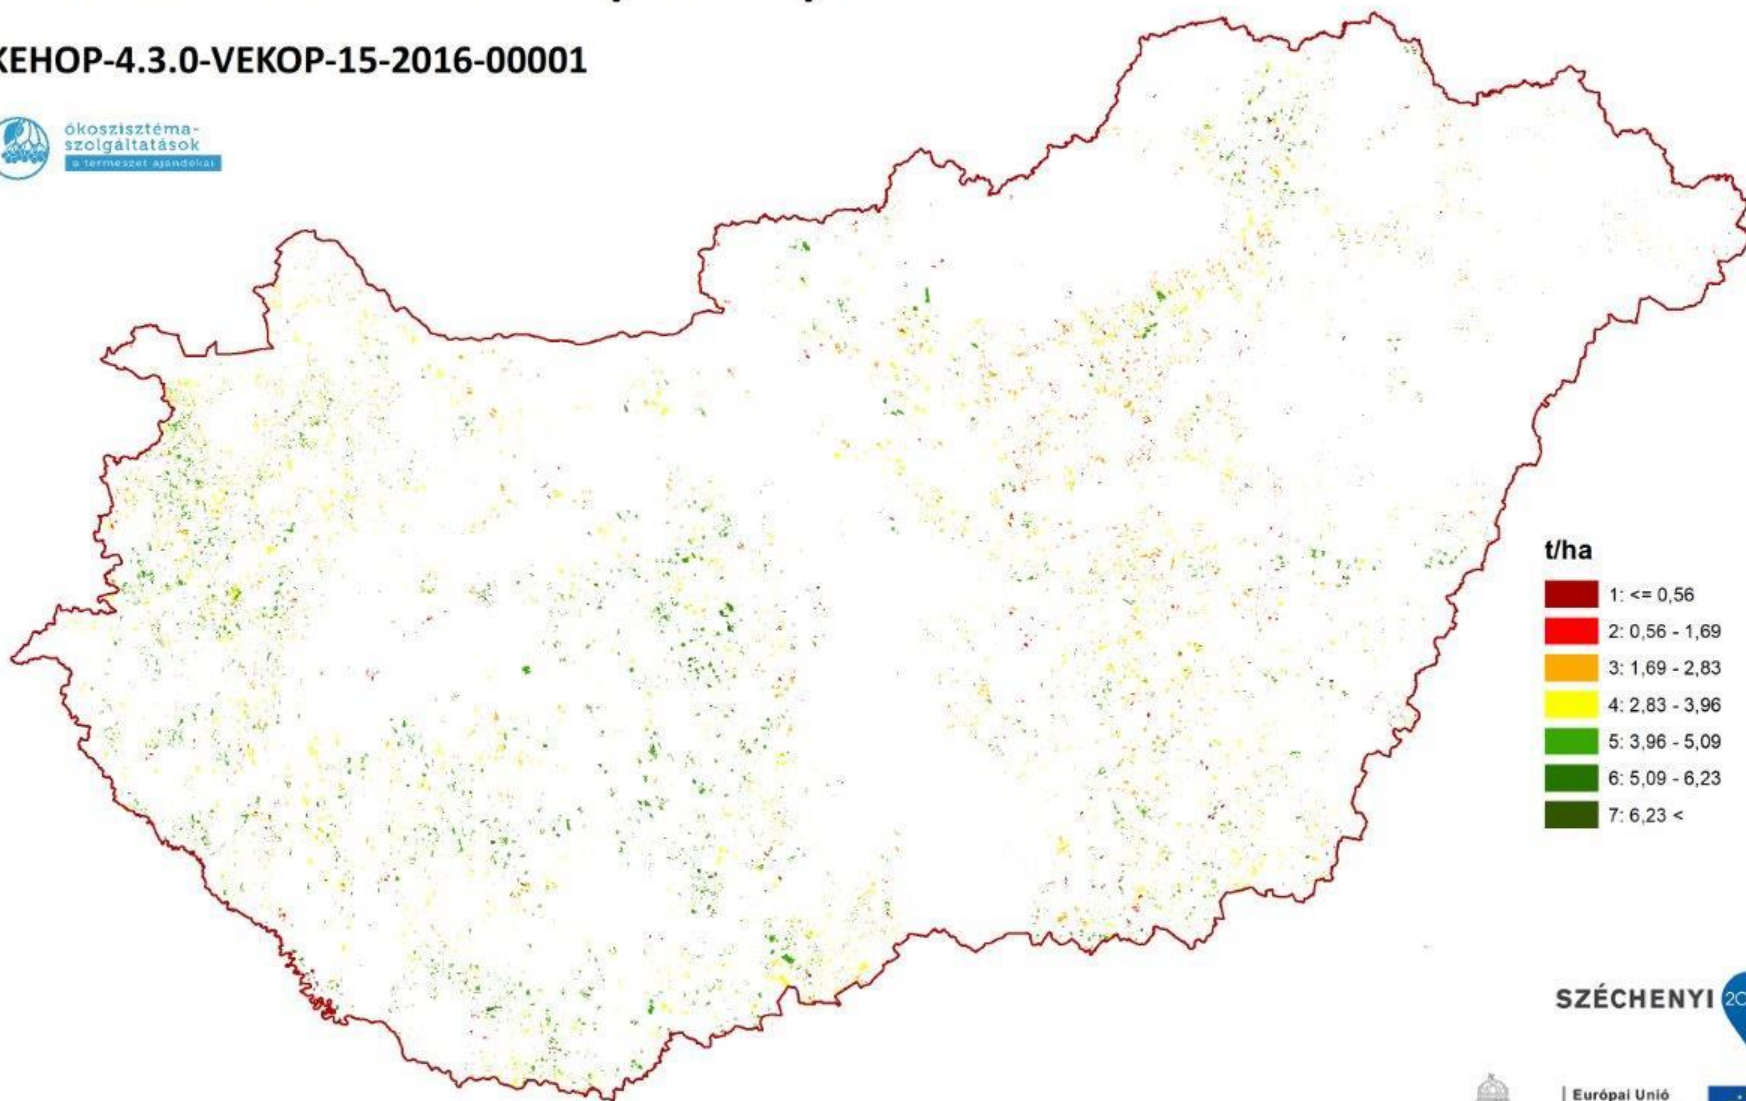 KEHOP-4.3.0-VEKOP-15-2016-00001
ökoszisztéma-
szolgáltatások
a természet ajándékai
t/ha
1: <= 0,56
2: 0,56 - 1,69
3: 1,69 - 2,83
4: 2,83 - 3,96
5: 3,96 - 5,09
6: 5,09 - 6,23
7: 6,23 <
SZÉCHENYI
Európai Unió